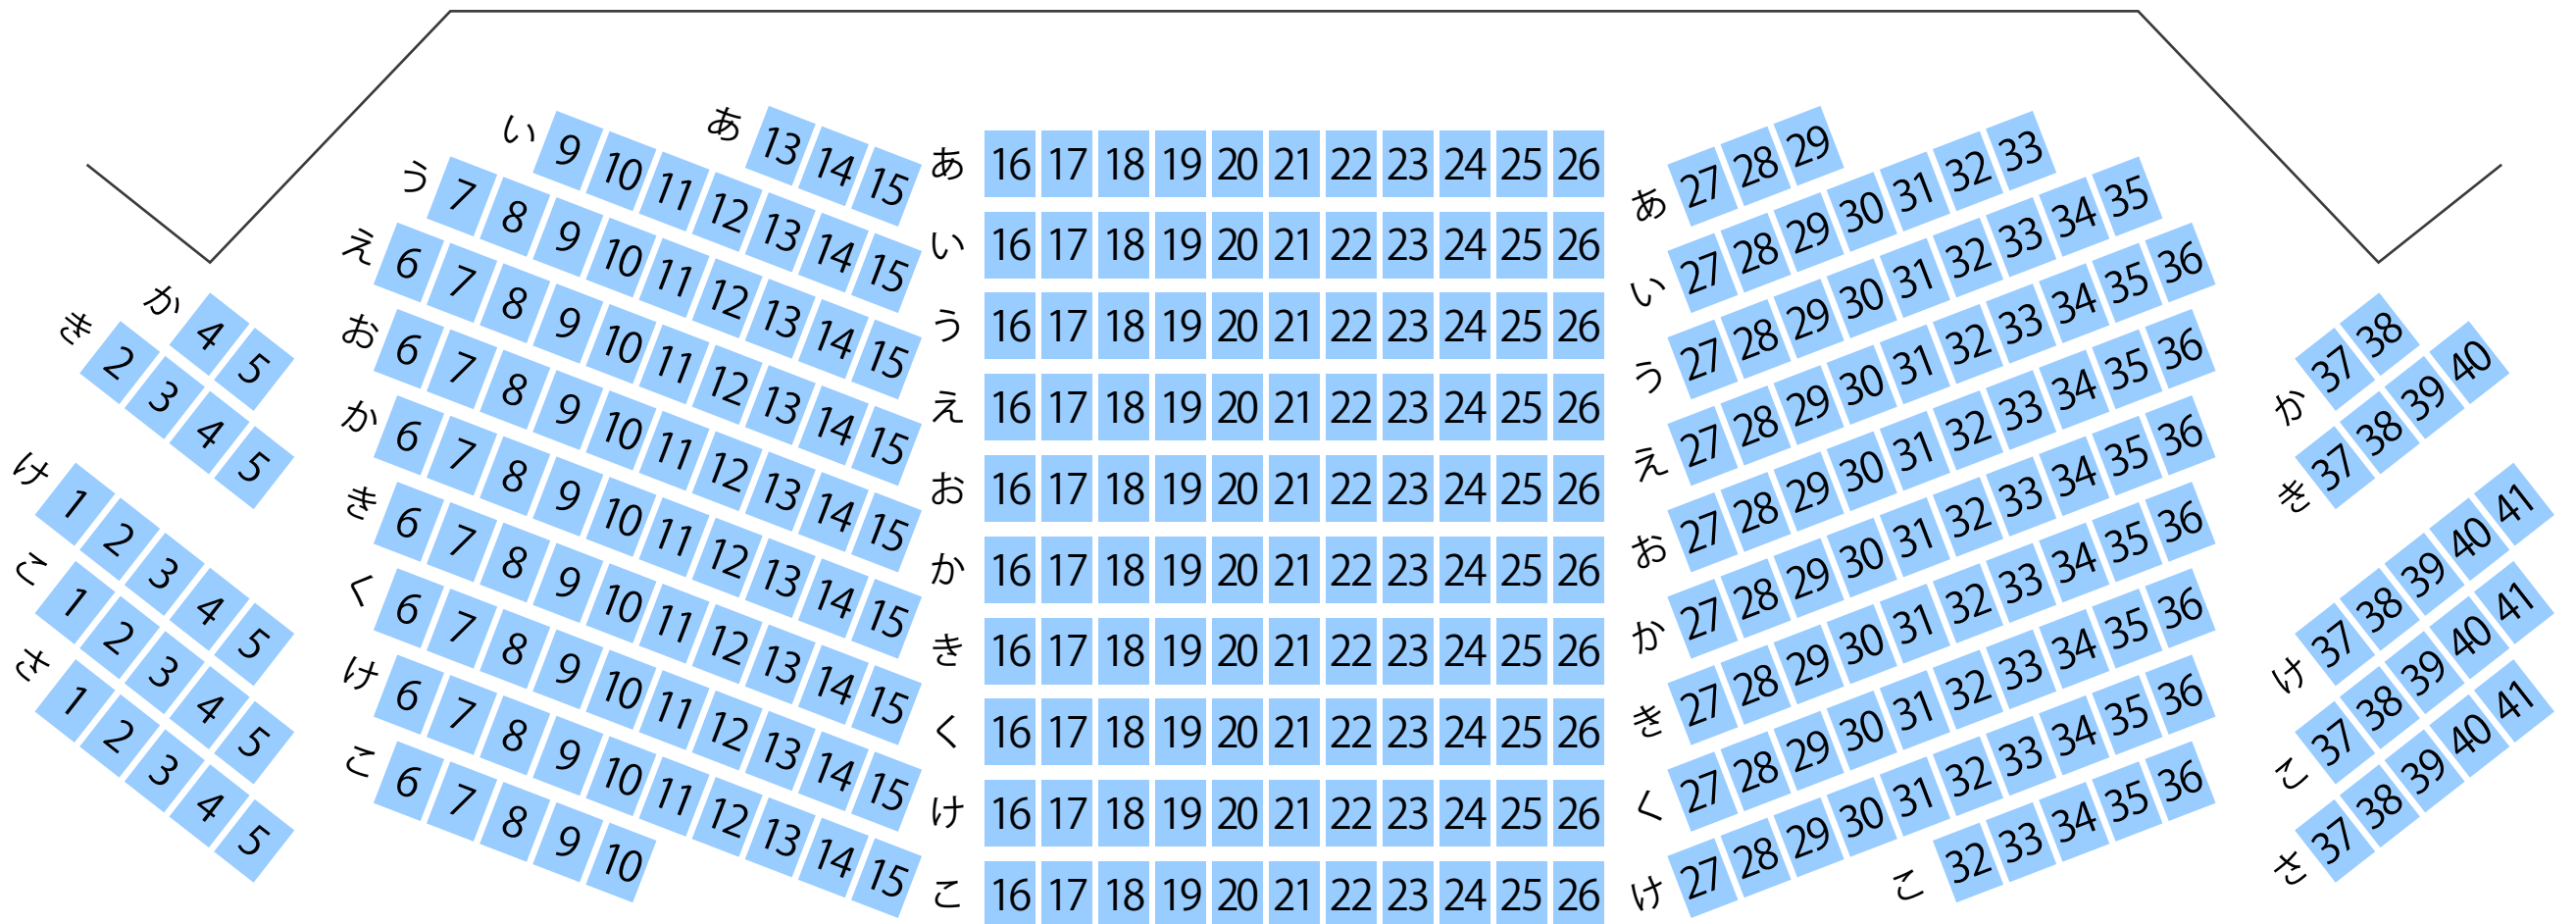 か 4 5
き 2 3 4 5
け 1 2 3 4 5
こ 1 2 3 4 5
さ 1 2 3 4 5
あ 13 14 15
い 9 10 11 12 13 14 15
う 7 8 9 10 11 12 13 14 15
え 6 7 8 9 10 11 12 13 14 15
お 6 7 8 9 10 11 12 13 14 15
か 6 7 8 9 10 11 12 13 14 15
き 6 7 8 9 10 11 12 13 14 15
く 6 7 8 9 10 11 12 13 14 15
け 6 7 8 9 10 11 12 13 14 15
こ 6 7 8 9 10
あ 16 17 18 19 20 21 22 23 24 25 26
い 16 17 18 19 20 21 22 23 24 25 26
う 16 17 18 19 20 21 22 23 24 25 26
え 16 17 18 19 20 21 22 23 24 25 26
お 16 17 18 19 20 21 22 23 24 25 26
か 16 17 18 19 20 21 22 23 24 25 26
き 16 17 18 19 20 21 22 23 24 25 26
く 16 17 18 19 20 21 22 23 24 25 26
け 16 17 18 19 20 21 22 23 24 25 26
こ 16 17 18 19 20 21 22 23 24 25 26
あ 27 28 29
い 27 28 29 30 31 32 33
う 27 28 29 30 31 32 33 34 35
え 27 28 29 30 31 32 33 34 35 36
お 27 28 29 30 31 32 33 34 35 36
か 27 28 29 30 31 32 33 34 35 36
き 27 28 29 30 31 32 33 34 35 36
く 27 28 29 30 31 32 33 34 35 36
け 27 28 29 30 31 32 33 34 35 36
こ 32 33 34 35 36
か 37 38
き 37 38 39 40
け 37 38 39 40 41
こ 37 38 39 40 41
さ 37 38 39 40 41